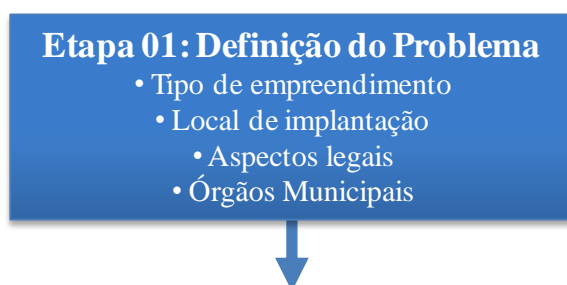 Etapa 01: Definição do Problema
• Tipo de empreendimento
• Local de implantação
• Aspectos legais
• Órgãos Municipais